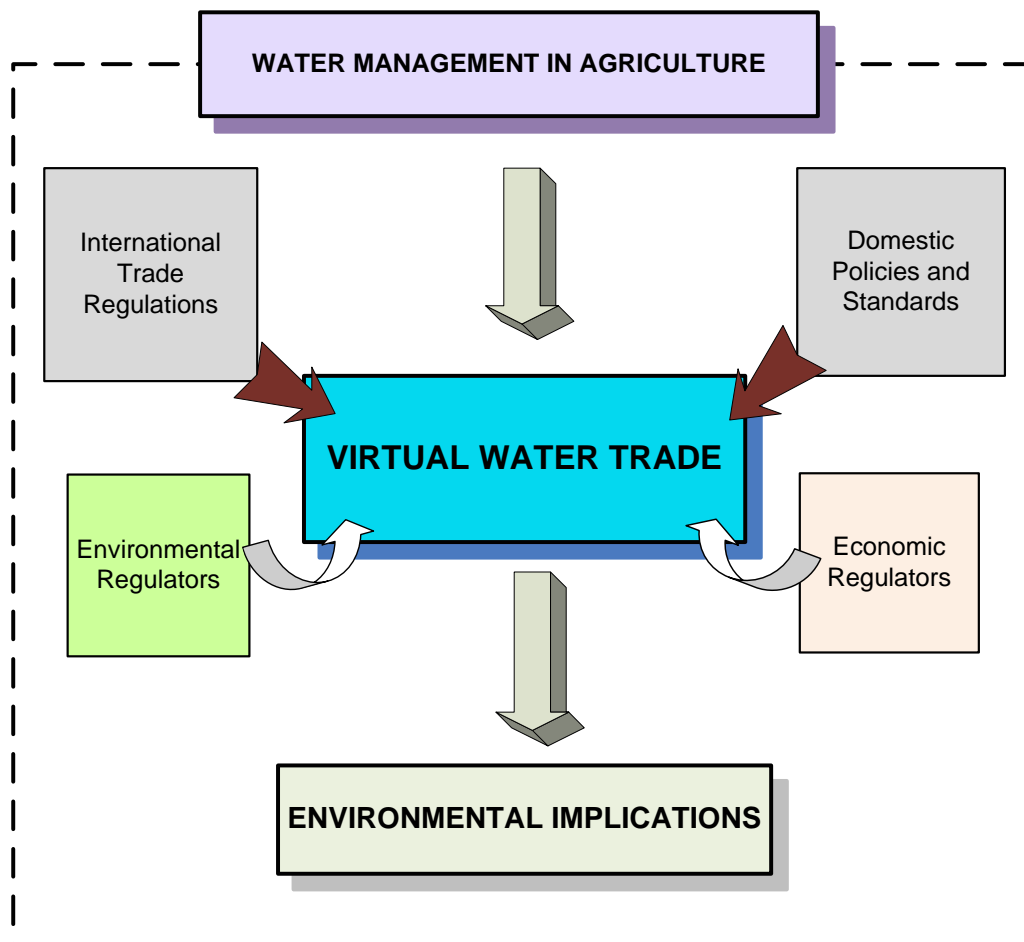 WATER MANAGEMENT IN AGRICULTURE
International
Trade
Regulations
Domestic
Policies and
Standards
VIRTUAL WATER TRADE
Environmental
Regulators
Economic
Regulators
ENVIRONMENTAL IMPLICATIONS